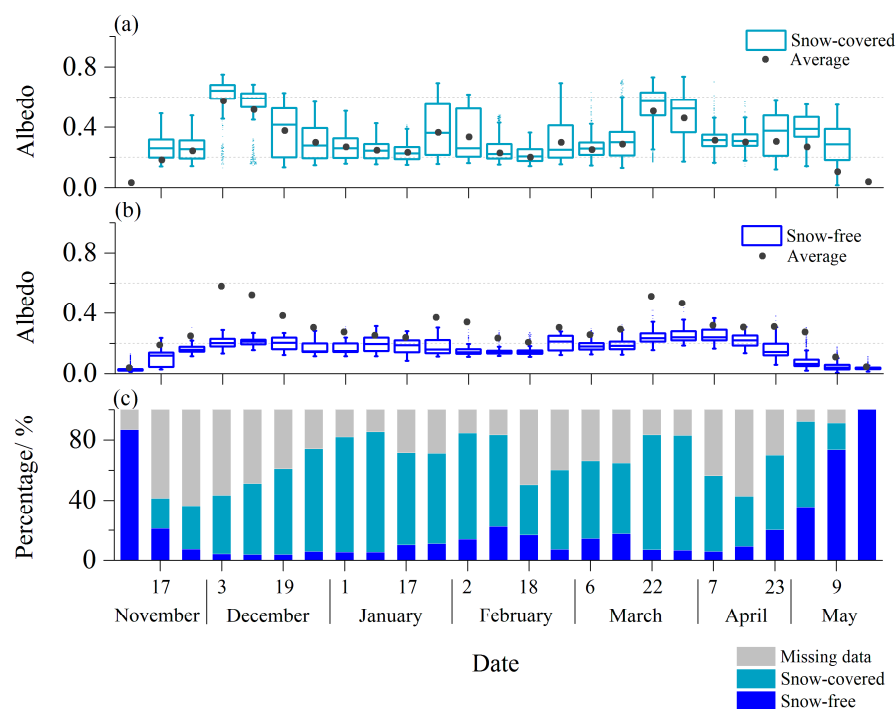 (a)
Snow-covered
Average
Albedo
0.8
0.4
0.0
(b)
Snow-free
Average
Albedo
0.8
0.4
0.0
(c)
Percentage/ %
80
40
0
17 3 19 1 17 2 18 6 22 7 23 9
November December January February March April May
Date
Missing data
Snow-covered
Snow-free